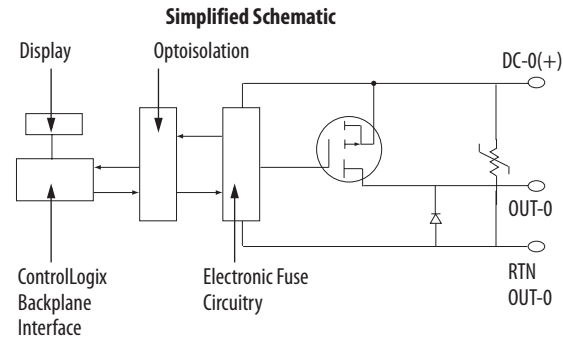 Simplified Schematic
Display
Optoisolation
DC-0(+)
OUT-0
RTN
OUT-0
ControlLogix
Backplane
Interface
Electronic Fuse
Circuitry